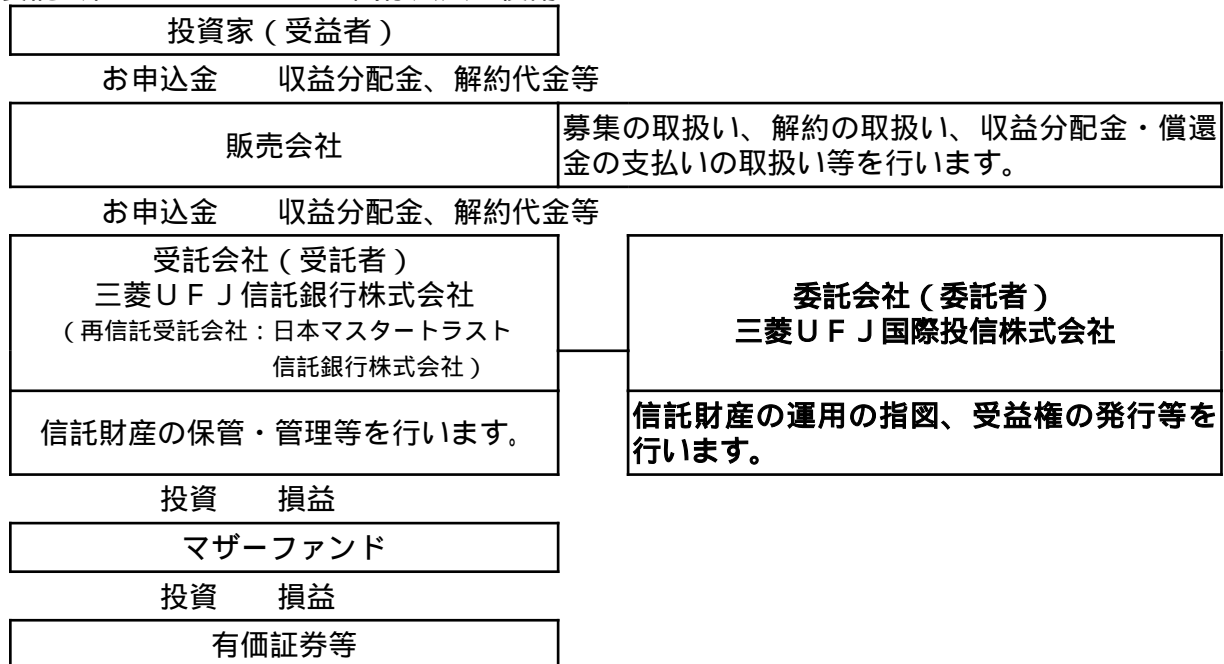 投資家(受益者)
お申込金 収益分配金、解約代金等
販売会社
募集の取扱い、解約の取扱い、収益分配金・償還
金の支払いの取扱い等を行います。
お申込金 収益分配金、解約代金等
受託会社(受託者)
三菱UFJ信託銀行株式会社
(再信託受託会社:日本マスタートラスト
信託銀行株式会社)
委託会社(委託者)
三菱UFJ国際投信株式会社
信託財産の保管・管理等を行います。
信託財産の運用の指図、受益権の発行等を
行います。
投資 損益
マザーファンド
投資 損益
有価証券等